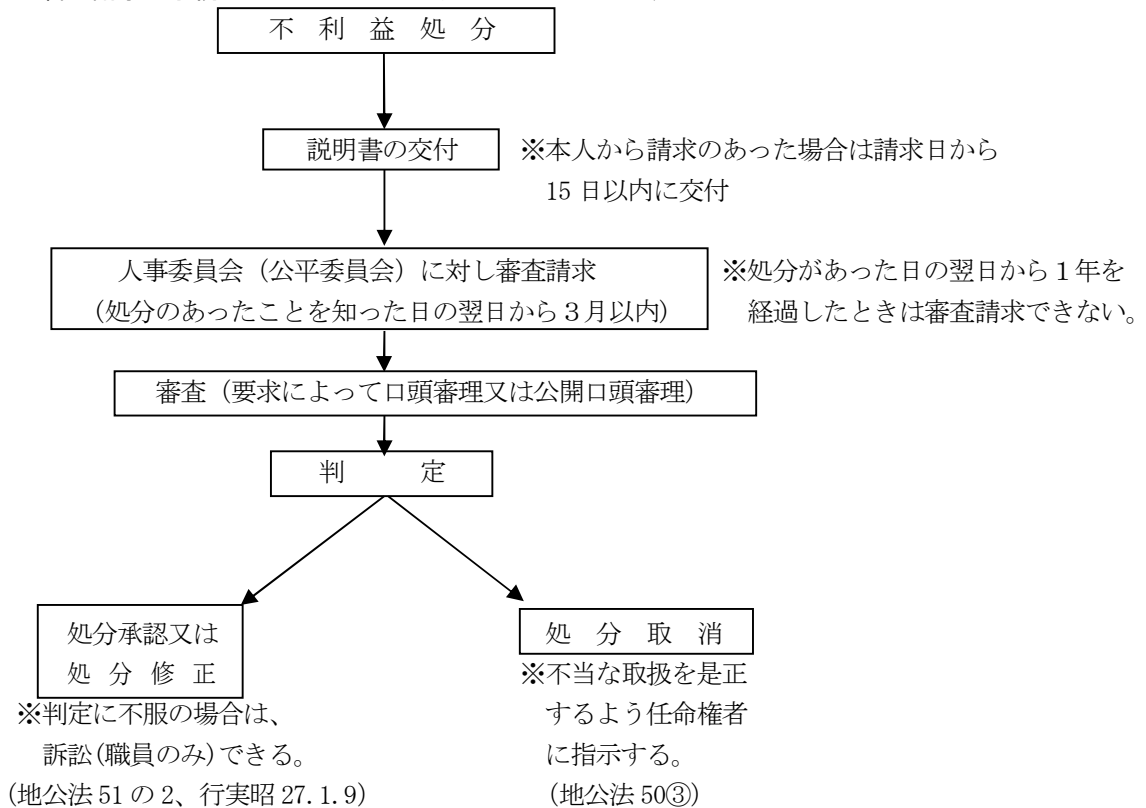 不利益処分
説明書の交付
※本人から請求のあった場合は請求日から
15日以内に交付
人事委員会（公平委員会）に対し審査請求
（処分のあったことを知った日の翌日から３月以内）
※処分があった日の翌日から１年を
経過したときは審査請求できない。
審査（要求によって口頭審理又は公開口頭審理）
判定
処分承認又は
処分修正
※判定に不服の場合は、
訴訟(職員のみ)できる。
(地公法51の2、行実昭27.1.9)
処分取消
※不当な取扱を是正
するよう任命権者
に指示する。
（地公法50③）